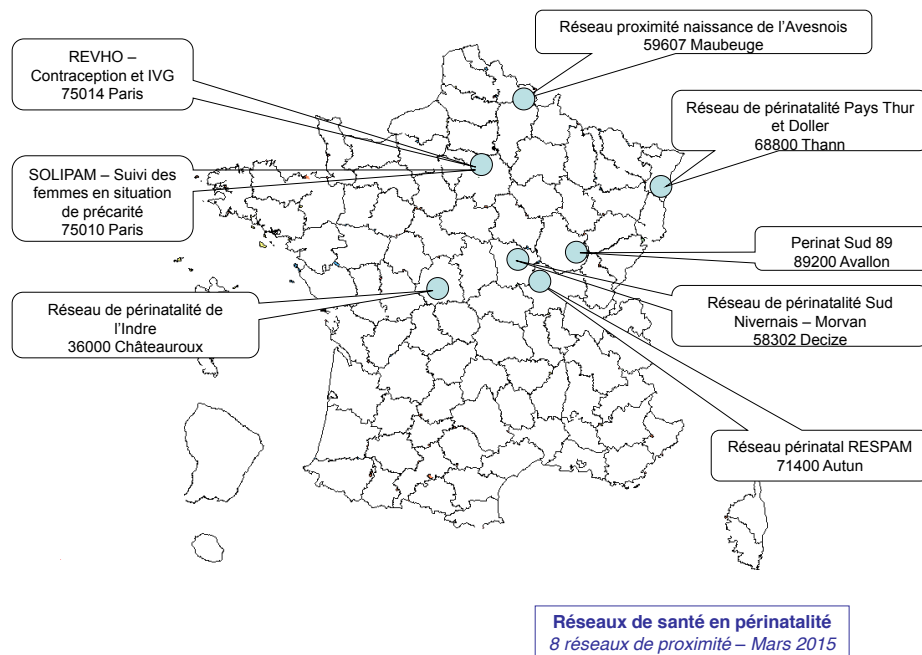 REVHO –
Contraception et IVG
75014 Paris
Réseau proximité naissance de l'Avesnois
59607 Maubeuge
Réseau de périnatalité Pays Thur
et Doller
68800 Thann
SOLIPAM – Suivi des
femmes en situation
de précarité
75010 Paris
Perinat Sud 89
89200 Avallon
Réseau de périnatalité de
l'Indre
36000 Châteauroux
Réseau de périnatalité Sud
Nivernais – Morvan
58302 Decize
Réseau périnatal RESPAM
71400 Autun
Réseaux de santé en périnatalité
8 réseaux de proximité – Mars 2015